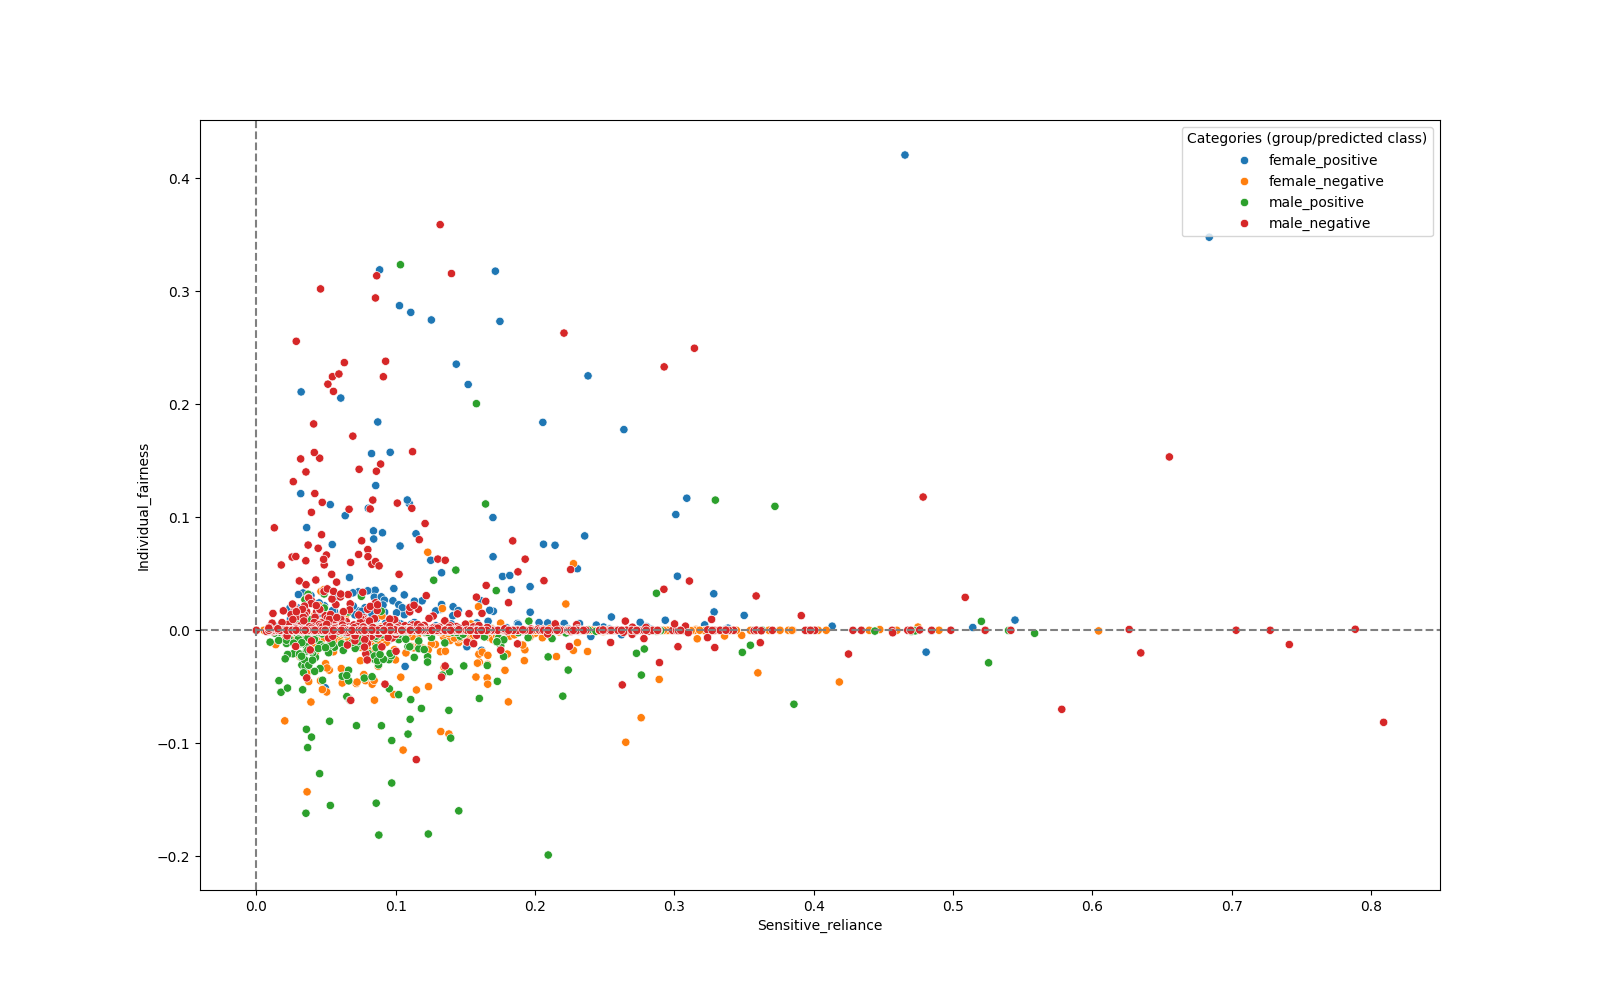 Categories (group/predicted class)
female_positive
female_negative
male_positive
male_negative
0.4
0.3
0.2
0.1
0.0
−0.1
−0.2
Individual_fairness
0.0 0.1 0.2 0.3 0.4 0.5 0.6 0.7 0.8
Sensitive_reliance